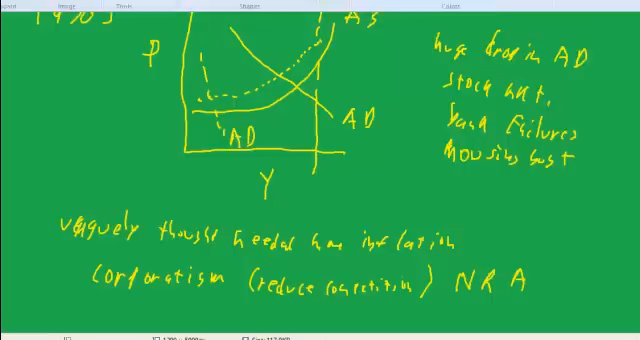 1930s
AS
P
AD
AD
Y
huge drop in AD
stock mkt,
bank failures
housing bust
vaguely thought needed have inflation
corporatism (reduce competition) NRA